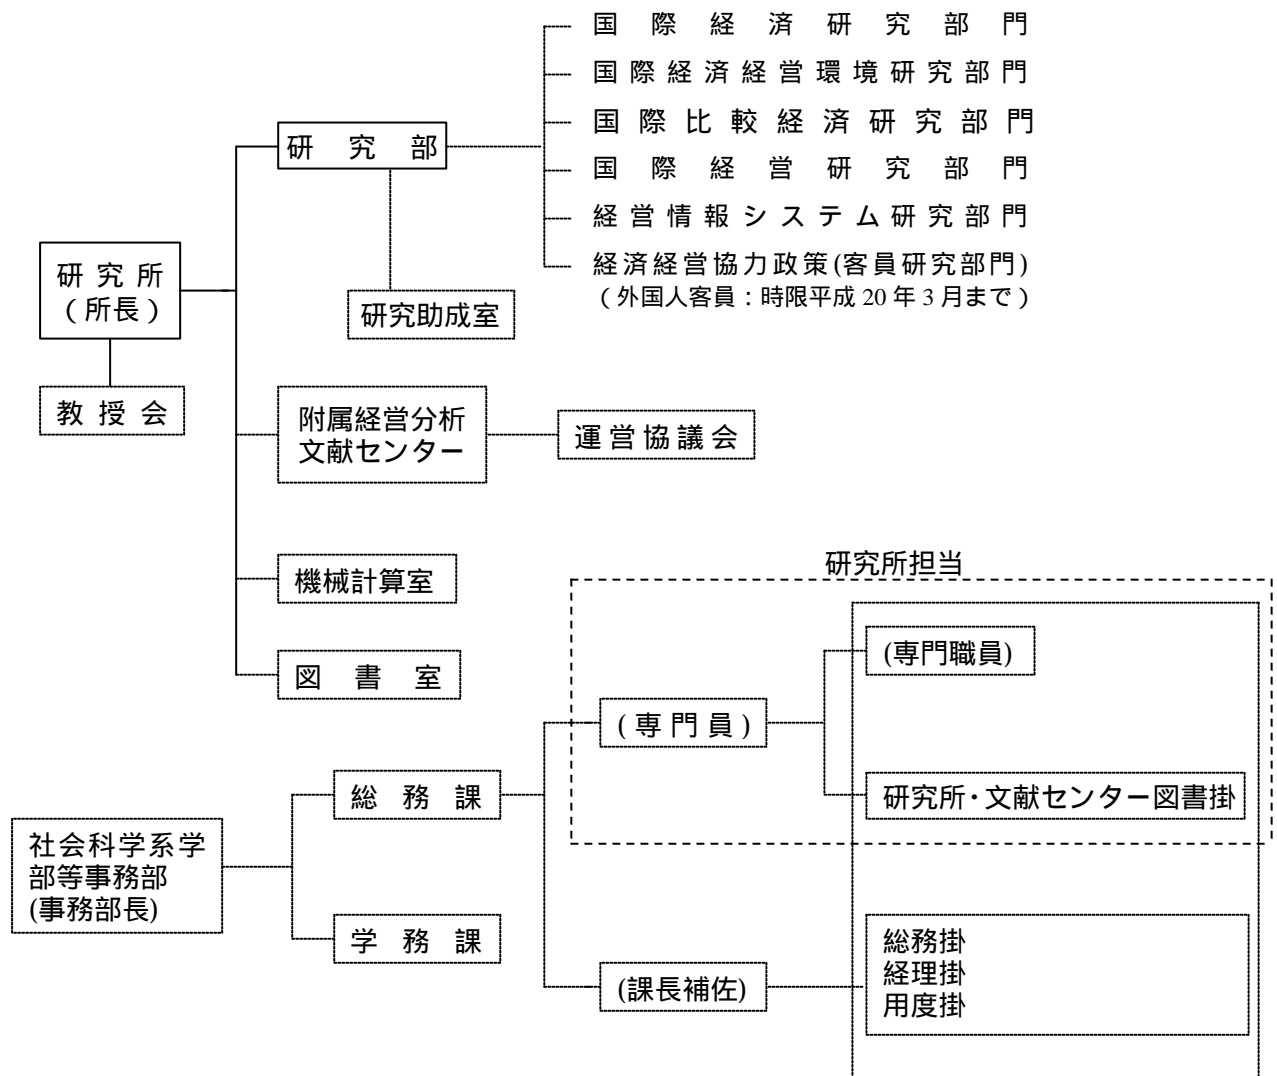 国際経済研究部門
国際経済経営環境研究部門
国際比較経済研究部門
国際経営研究部門
経営情報システム研究部門
経済経営協力政策(客員研究部門)
（外国人客員：時限平成20年3月まで）
研究部
研究所
（所長）
研究助成室
教授会
附属経営分析
文献センター
運営協議会
機械計算室
図書室
研究所担当
(専門職員)
(専門員)
研究所・文献センター図書掛
総務課
社会科学系学
部等事務部
(事務部長)
学務課
(課長補佐)
総務掛
経理掛
用度掛